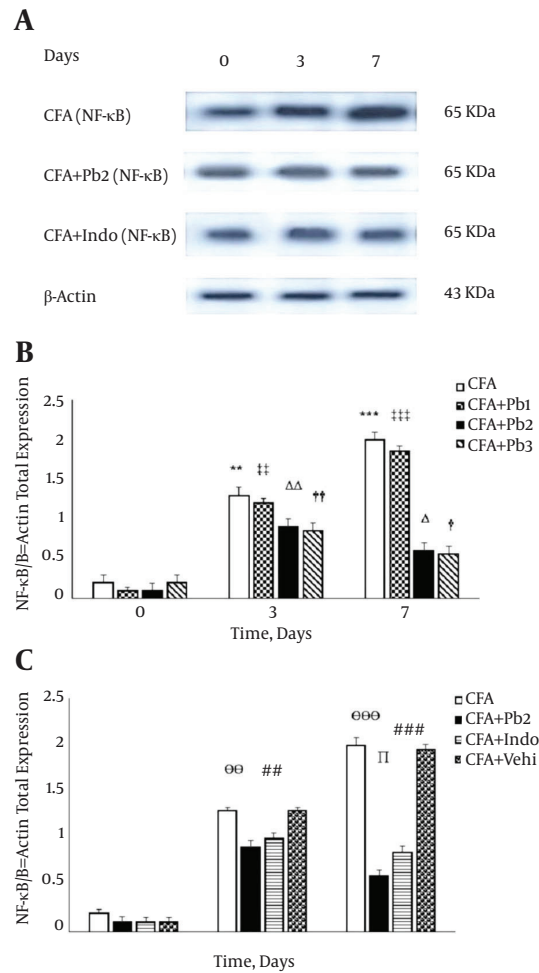 A
Days 0 3 7
CFA (NF-κB) 65 KDa
CFA+Pb2 (NF-κB) 65 KDa
CFA+Indo (NF-κB) 65 KDa
β-Actin 43 KDa
B
NF-κB/B=Actin Total Expression
2.5
2
1.5
1
0.5
0
** ‡‡ ΔΔ ††
*** ‡‡‡ Δ †
CFA
CFA+Pb1
CFA+Pb2
CFA+Pb3
0 3 7
Time, Days
C
NF-κB/B=Actin Total Expression
2.5
2
1.5
1
0.5
0
ΘΘ ##
ΘΘΘ Π ###
CFA
CFA+Pb2
CFA+Indo
CFA+Vehi
Time, Days